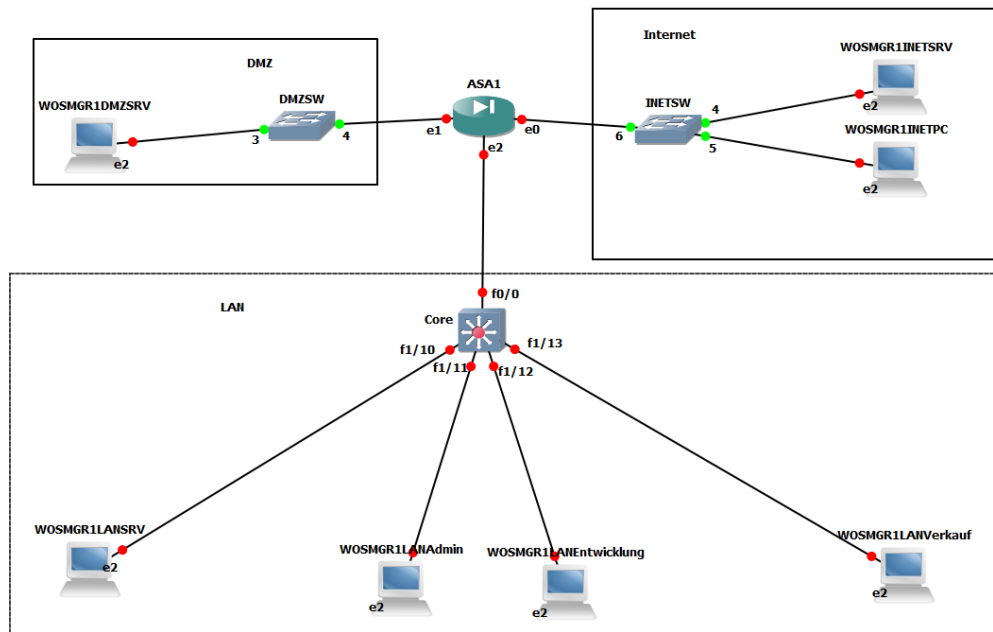 Internet
DMZ
WOSMGR1INETSRV
ASA1
WOSMGR1DMZSRV
DMZSW
INETSW
4
e2
e1
e0
WOSMGR1INETPC
3
4
6
5
e2
e2
e2
f0/0
LAN
Core
f1/10
f1/13
f1/11
f1/12
WOSMGR1LANSRV
WOSMGR1LANAdmin
WOSMGR1LANEntwicklung
WOSMGR1LANVerkauf
e2
e2
e2
e2